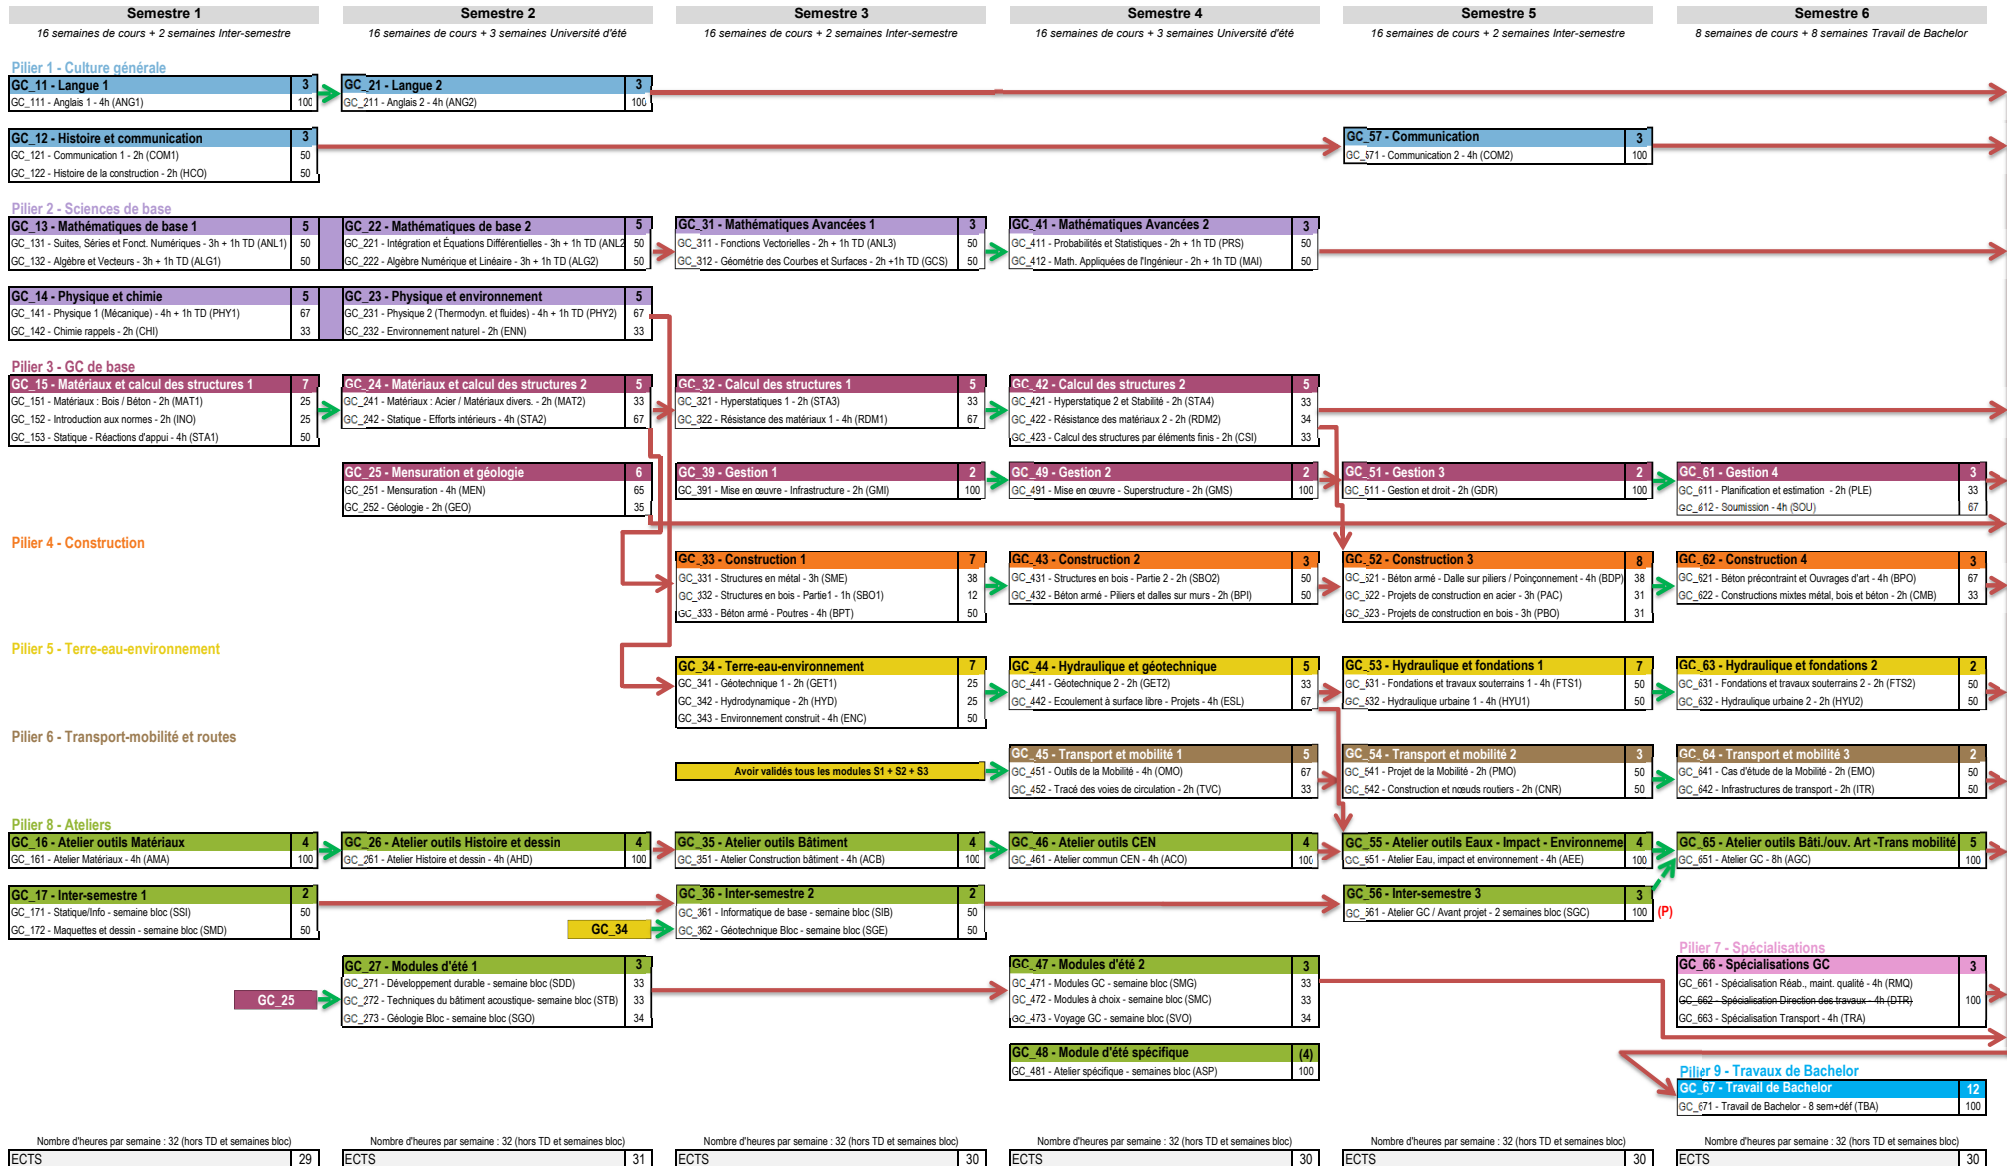 Semestre 1
Semestre 2
Semestre 3
Semestre 4
Semestre 5
Semestre 6
16 semaines de cours + 2 semaines Inter-semestre
16 semaines de cours + 3 semaines Université d'été
16 semaines de cours + 2 semaines Inter-semestre
16 semaines de cours + 3 semaines Université d'été
16 semaines de cours + 2 semaines Inter-semestre
8 semaines de cours + 8 semaines Travail de Bachelor
Pilier 1 - Culture générale
GC_11 - Langue 1 3
GC_111 - Anglais 1 - 4h (ANG1) 100
GC_21 - Langue 2 3
GC_211 - Anglais 2 - 4h (ANG2) 100
GC_12 - Histoire et communication 3
GC_121 - Communication 1 - 2h (COM1) 50
GC_122 - Histoire de la construction - 2h (HCO) 50
GC_57 - Communication 3
GC_571 - Communication 2 - 4h (COM2) 100
Pilier 2 - Sciences de base
GC_13 - Mathématiques de base 1 5
GC_131 - Suites, Séries et Fonct. Numériques - 3h + 1h TD (ANL1) 50
GC_132 - Algèbre et Vecteurs - 3h + 1h TD (ALG1) 50
GC_22 - Mathématiques de base 2 5
GC_221 - Intégration et Équations Différentielles - 3h + 1h TD (ANL2 50
GC_222 - Algèbre Numérique et Linéaire - 3h + 1h TD (ALG2) 50
GC_31 - Mathématiques Avancées 1 3
GC_311 - Fonctions Vectorielles - 2h + 1h TD (ANL3) 50
GC_312 - Géométrie des Courbes et Surfaces - 2h +1h TD (GCS) 50
GC_41 - Mathématiques Avancées 2 3
GC_411 - Probabilités et Statistiques - 2h + 1h TD (PRS) 50
GC_412 - Math. Appliquées de l'Ingénieur - 2h + 1h TD (MAI) 50
GC_14 - Physique et chimie 5
GC_141 - Physique 1 (Mécanique) - 4h + 1h TD (PHY1) 67
GC_142 - Chimie rappels - 2h (CHI) 33
GC_23 - Physique et environnement 5
GC_231 - Physique 2 (Thermodyn. et fluides) - 4h + 1h TD (PHY2) 67
GC_232 - Environnement naturel - 2h (ENN) 33
Pilier 3 - GC de base
GC_15 - Matériaux et calcul des structures 1 7
GC_151 - Matériaux : Bois / Béton - 2h (MAT1) 25
GC_152 - Introduction aux normes - 2h (INO) 25
GC_153 - Statique - Réactions d'appui - 4h (STA1) 50
GC_24 - Matériaux et calcul des structures 2 5
GC_241 - Matériaux : Acier / Matériaux divers. - 2h (MAT2) 33
GC_242 - Statique - Efforts intérieurs - 4h (STA2) 67
GC_32 - Calcul des structures 1 5
GC_321 - Hyperstatiques 1 - 2h (STA3) 33
GC_322 - Résistance des matériaux 1 - 4h (RDM1) 67
GC_42 - Calcul des structures 2 5
GC_421 - Hyperstatique 2 et Stabilité - 2h (STA4) 33
GC_422 - Résistance des matériaux 2 - 2h (RDM2) 34
GC_423 - Calcul des structures par éléments finis - 2h (CSI) 33
GC_25 - Mensuration et géologie 6
GC_251 - Mensuration - 4h (MEN) 65
GC_252 - Géologie - 2h (GEO) 35
GC_39 - Gestion 1 2
GC_391 - Mise en œuvre - Infrastructure - 2h (GMI) 100
GC_49 - Gestion 2 2
GC_491 - Mise en œuvre - Superstructure - 2h (GMS) 100
GC_51 - Gestion 3 2
GC_511 - Gestion et droit - 2h (GDR) 100
GC_61 - Gestion 4 3
GC_611 - Planification et estimation - 2h (PLE) 33
GC_612 - Soumission - 4h (SOU) 67
Pilier 4 - Construction
GC_33 - Construction 1 7
GC_331 - Structures en métal - 3h (SME) 38
GC_332 - Structures en bois - Partie1 - 1h (SBO1) 12
GC_333 - Béton armé - Poutres - 4h (BPT) 50
GC_43 - Construction 2 3
GC_431 - Structures en bois - Partie 2 - 2h (SBO2) 50
GC_432 - Béton armé - Piliers et dalles sur murs - 2h (BPI) 50
GC_52 - Construction 3 8
GC_521 - Béton armé - Dalle sur piliers / Poinçonnement - 4h (BDP) 38
GC_522 - Projets de construction en acier - 3h (PAC) 31
GC_523 - Projets de construction en bois - 3h (PBO) 31
GC_62 - Construction 4 3
GC_621 - Béton précontraint et Ouvrages d'art - 4h (BPO) 67
GC_622 - Constructions mixtes métal, bois et béton - 2h (CMB) 33
Pilier 5 - Terre-eau-environnement
GC_34 - Terre-eau-environnement 7
GC_341 - Géotechnique 1 - 2h (GET1) 25
GC_342 - Hydrodynamique - 2h (HYD) 25
GC_343 - Environnement construit - 4h (ENC) 50
GC_44 - Hydraulique et géotechnique 5
GC_441 - Géotechnique 2 - 2h (GET2) 33
GC_442 - Ecoulement à surface libre - Projets - 4h (ESL) 67
GC_53 - Hydraulique et fondations 1 7
GC_531 - Fondations et travaux souterrains 1 - 4h (FTS1) 50
GC_532 - Hydraulique urbaine 1 - 4h (HYU1) 50
GC_63 - Hydraulique et fondations 2 2
GC_631 - Fondations et travaux souterrains 2 - 2h (FTS2) 50
GC_632 - Hydraulique urbaine 2 - 2h (HYU2) 50
Pilier 6 - Transport-mobilité et routes
Avoir validés tous les modules S1 + S2 + S3
GC_45 - Transport et mobilité 1 5
GC_451 - Outils de la Mobilité - 4h (OMO) 67
GC_452 - Tracé des voies de circulation - 2h (TVC) 33
GC_54 - Transport et mobilité 2 3
GC_541 - Projet de la Mobilité - 2h (PMO) 50
GC_542 - Construction et nœuds routiers - 2h (CNR) 50
GC_64 - Transport et mobilité 3 2
GC_641 - Cas d'étude de la Mobilité - 2h (EMO) 50
GC_642 - Infrastructures de transport - 2h (ITR) 50
Pilier 8 - Ateliers
GC_16 - Atelier outils Matériaux 4
GC_161 - Atelier Matériaux - 4h (AMA) 100
GC_26 - Atelier outils Histoire et dessin 4
GC_261 - Atelier Histoire et dessin - 4h (AHD) 100
GC_35 - Atelier outils Bâtiment 4
GC_351 - Atelier Construction bâtiment - 4h (ACB) 100
GC_46 - Atelier outils CEN 4
GC_461 - Atelier commun CEN - 4h (ACO) 100
GC_55 - Atelier outils Eaux - Impact - Environneme 4
GC_551 - Atelier Eau, impact et environnement - 4h (AEE) 100
GC_65 - Atelier outils Bâti./ouv. Art -Trans mobilité 5
GC_651 - Atelier GC - 8h (AGC) 100
GC_17 - Inter-semestre 1 2
GC_171 - Statique/Info - semaine bloc (SSI) 50
GC_172 - Maquettes et dessin - semaine bloc (SMD) 50
GC_34
GC_36 - Inter-semestre 2 2
GC_361 - Informatique de base - semaine bloc (SIB) 50
GC_362 - Géotechnique Bloc - semaine bloc (SGE) 50
GC_56 - Inter-semestre 3 3
GC_561 - Atelier GC / Avant projet - 2 semaines bloc (SGC) 100 (P)
Pilier 7 - Spécialisations
GC_25
GC_27 - Modules d'été 1 3
GC_271 - Développement durable - semaine bloc (SDD) 33
GC_272 - Techniques du bâtiment acoustique- semaine bloc (STB) 33
GC_273 - Géologie Bloc - semaine bloc (SGO) 34
GC_47 - Modules d'été 2 3
GC_471 - Modules GC - semaine bloc (SMG) 33
GC_472 - Modules à choix - semaine bloc (SMC) 33
GC_473 - Voyage GC - semaine bloc (SVO) 34
GC_66 - Spécialisations GC 3
GC_661 - Spécialisation Réab., maint. qualité - 4h (RMQ)
GC_662 - Spécialisation Direction des travaux - 4h (DTR) 100
GC_663 - Spécialisation Transport - 4h (TRA)
GC_48 - Module d'été spécifique (4)
GC_481 - Atelier spécifique - semaines bloc (ASP) 100
Pilier 9 - Travaux de Bachelor
GC_67 - Travail de Bachelor 12
GC_671 - Travail de Bachelor - 8 sem+déf (TBA) 100
Nombre d'heures par semaine : 32 (hors TD et semaines bloc)
Nombre d'heures par semaine : 32 (hors TD et semaines bloc)
Nombre d'heures par semaine : 32 (hors TD et semaines bloc)
Nombre d'heures par semaine : 32 (hors TD et semaines bloc)
Nombre d'heures par semaine : 32 (hors TD et semaines bloc)
Nombre d'heures par semaine : 32 (hors TD et semaines bloc)
ECTS 29
ECTS 31
ECTS 30
ECTS 30
ECTS 30
ECTS 30